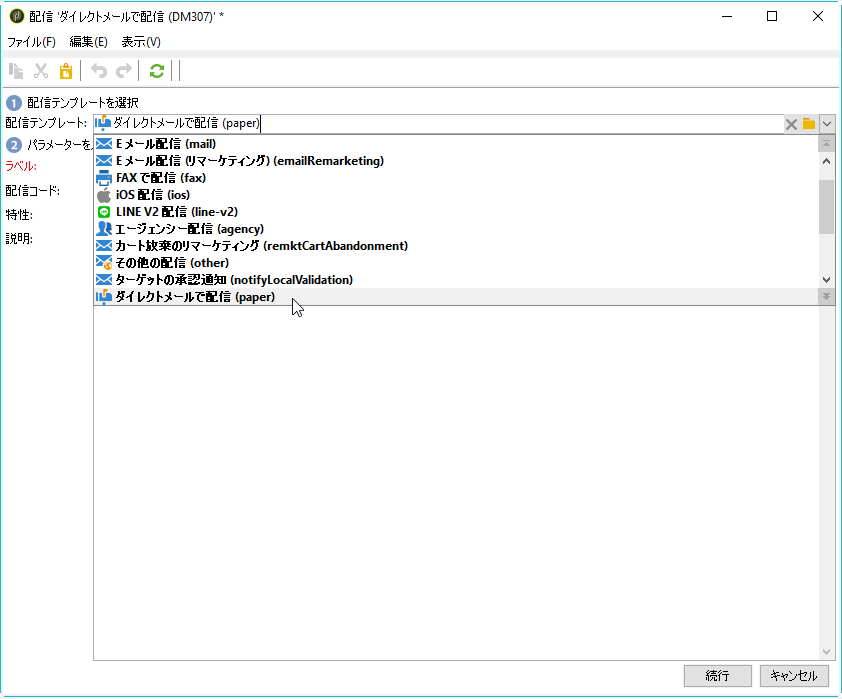 配信 'ダイレクトメールで配信 (DM307)' *
ファイル(F) 編集(E) 表示(V)
1 配信テンプレートを選択
配信テンプレート: ダイレクトメールで配信 (paper)
2 パラメーターを入
E メール配信 (mail)
E メール配信 (リマーケティング) (emailRemarketing)
ラベル:
FAX で配信 (fax)
配信コード:
iOS 配信 (ios)
LINE V2 配信 (line-v2)
特性:
エージェンシー配信 (agency)
説明:
カート放棄のリマーケティング (remktCartAbandonment)
その他の配信 (other)
ターゲットの承認通知 (notifyLocalValidation)
ダイレクトメールで配信 (paper)
続行 キャンセル